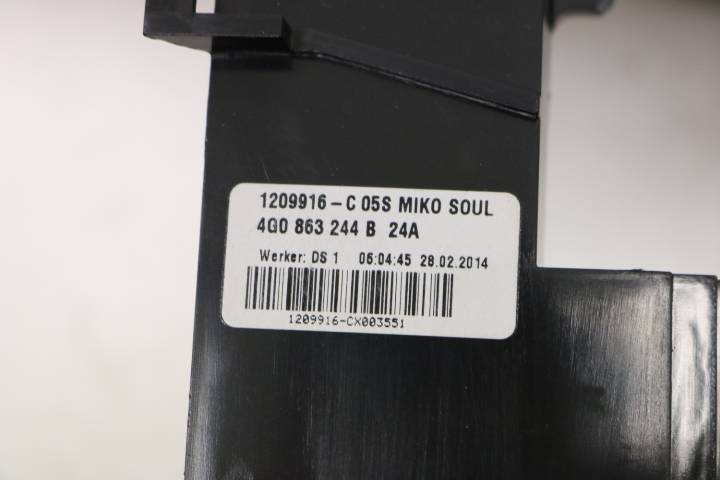 1209916-C 05S MIKO SOUL
4G0 863 244 B 24A
Werker: DS 1 06:04:45 28.02.2014
1209916-CX003551